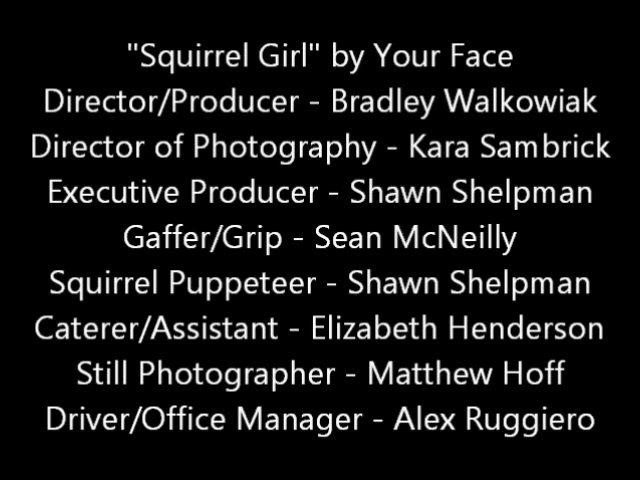 "Squirrel Girl" by Your Face
Director/Producer - Bradley Walkowiak
Director of Photography - Kara Sambrick
Executive Producer - Shawn Shelpman
Gaffer/Grip - Sean McNeilly
Squirrel Puppeteer - Shawn Shelpman
Caterer/Assistant - Elizabeth Henderson
Still Photographer - Matthew Hoff
Driver/Office Manager - Alex Ruggiero